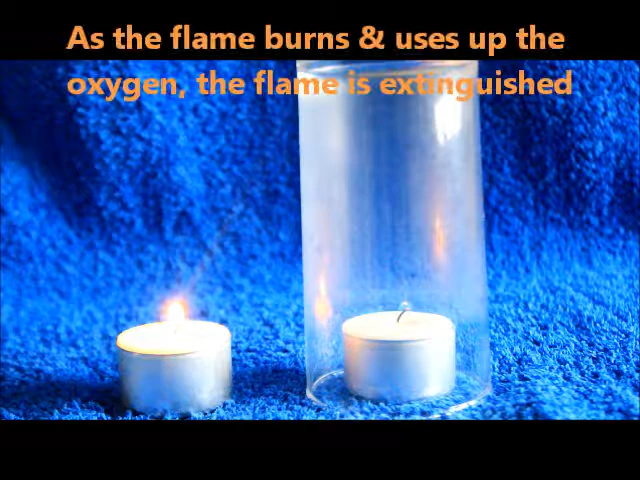 As the flame burns & uses up the
oxygen, the flame is extinguished